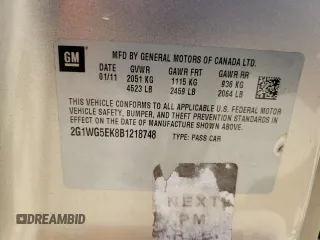 GM
MFD BY GENERAL MOTORS OF CANADA LTD.
DATE GVWR GAWR FRT GAWR RR
01/11 2051 KG 1115 KG 936 KG
4523 LB 2459 LB 2064 LB
THIS VEHICLE CONFORMS TO ALL APPLICABLE U.S. FEDERAL MOTOR
VEHICLE SAFETY, BUMPER, AND THEFT PREVENTION STANDARDS
IN EFFECT ON THE DATE OF MANUFACTURE SHOWN ABOVE.
2G1WG5EK8B1218748 TYPE: PASS CAR
NEXT
PM
DREAMBID